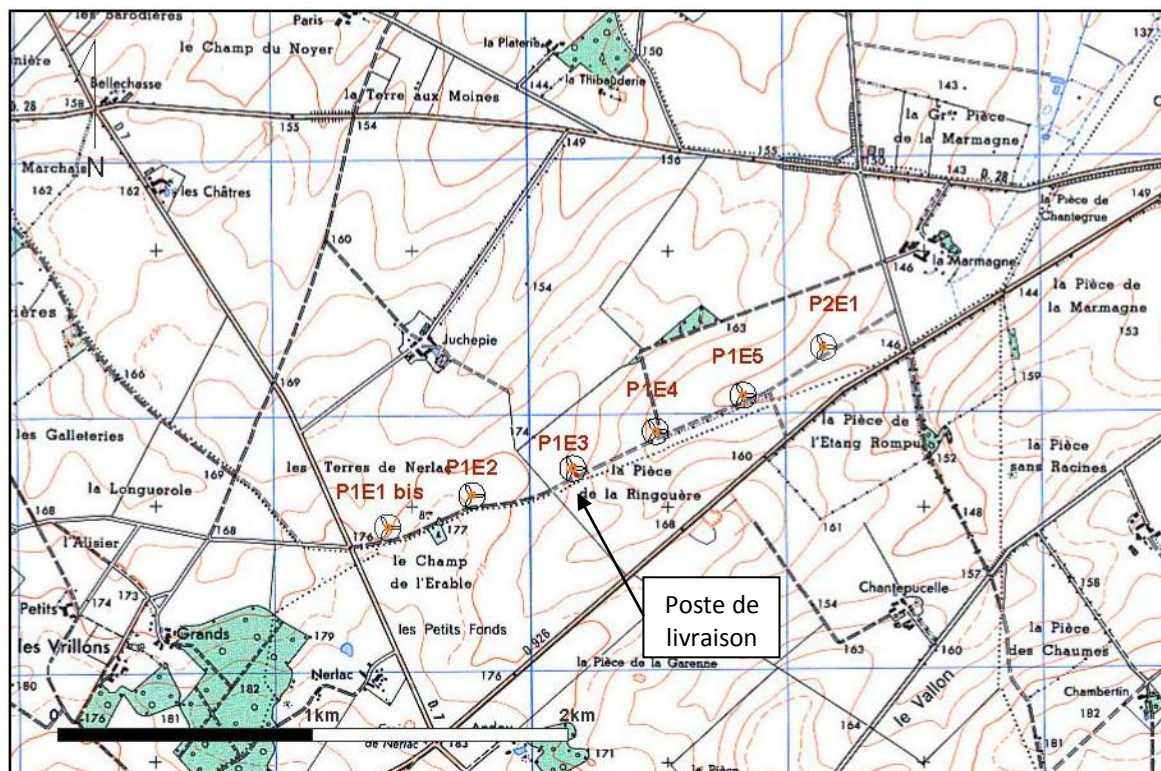 les Barodières
Paris
le Champ du Noyer
la Platerie
150
137
la Thibauderie
144
143
Bellechasse
la Terre aux Moines
la Gr.de Pièce
de la Marmagne
D. 28
158
155
154
149
D. 7
N
156
155
150
143
D. 28
Marchais
162
162
les Châtres
la Pièce de
Chantegrue
149
160
146
la Marmagne
154
144
la Pièce de
la Marmagne
153
P2E1
163
Juchepie
P1E5
146
166
169
P1E4
159
les Galleteries
174
la Pièce de
l'Etang Rompu
P1E3
les Terres de Nerlac
P1E2
160
la Pièce
de la Ringouère
152
la Pièce
sans Racines
169
la Longuerole
P1E1 bis
161
168
168
148
l'Alisier
176
177
168
le Champ
de l'Erable
157
158
Petits
174
173
Chantepucelle
154
Poste de
livraison
Grands
179
les Petits Fonds
la Pièce
des Chaumes
les Vrillons
163
160
D. 926
la Pièce de la Garenne
180
182
Nerlac
176
Chambertin
182
le Vallon
176
181
1km
2km
164
D. 7
de Nerlac
183
171
181